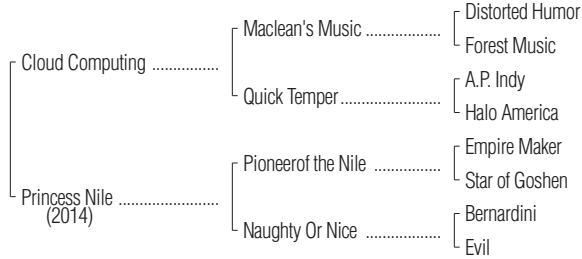 Distorted Humor
Maclean's Music ..................
Forest Music
Cloud Computing ................
A.P. Indy
Quick Temper........................
Halo America
Empire Maker
Pioneerof the Nile ................
Star of Goshen
Princess Nile ........................
(2014)
Bernardini
Naughty Or Nice ..................
Evil